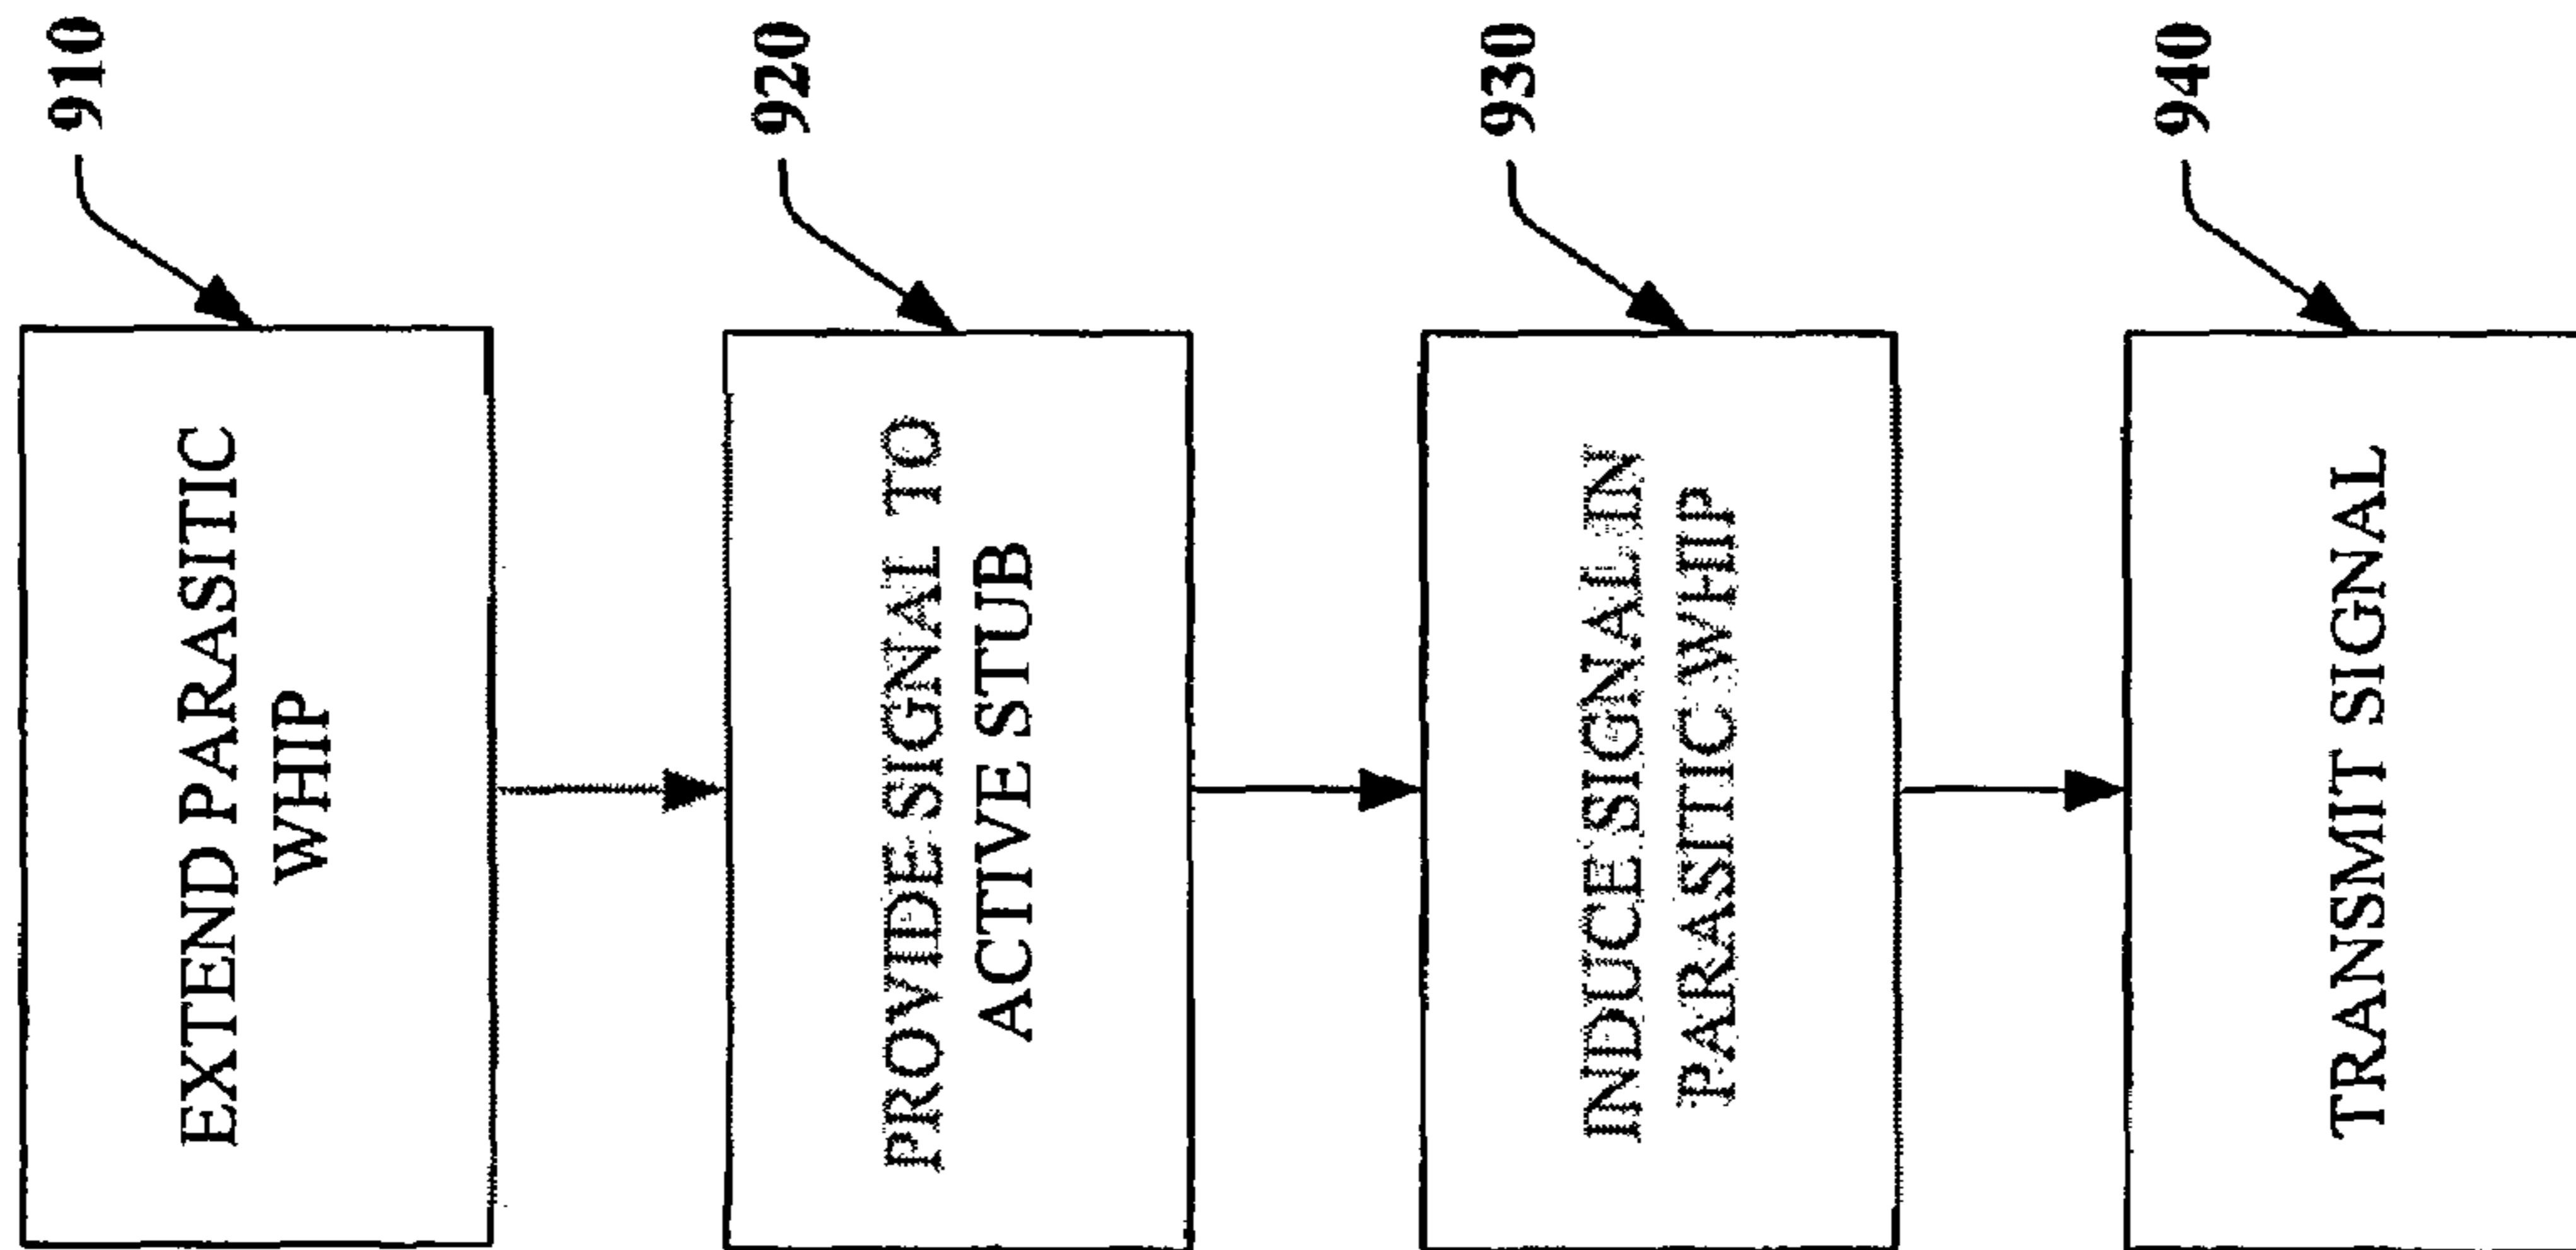 910
EXTEND PARASITIC
WHIP
920
PROVIDE SIGNAL TO
ACTIVE STUB
930
INDUCE SIGNAL IN
PARASITIC WHIP
940
TRANSMIT SIGNAL